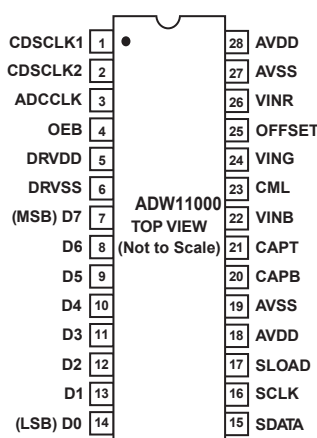 CDSCLK1 1 28 AVDD
CDSCLK2 2 27 AVSS
ADCCLK 3 26 VINR
OEB 4 25 OFFSET
DRVDD 5 24 VING
DRVSS 6 23 CML
(MSB) D7 7 22 VINB
ADW11000
TOP VIEW
(Not to Scale)
D6 8 21 CAPT
D5 9 20 CAPB
D4 10 19 AVSS
D3 11 18 AVDD
D2 12 17 SLOAD
D1 13 16 SCLK
(LSB) D0 14 15 SDATA